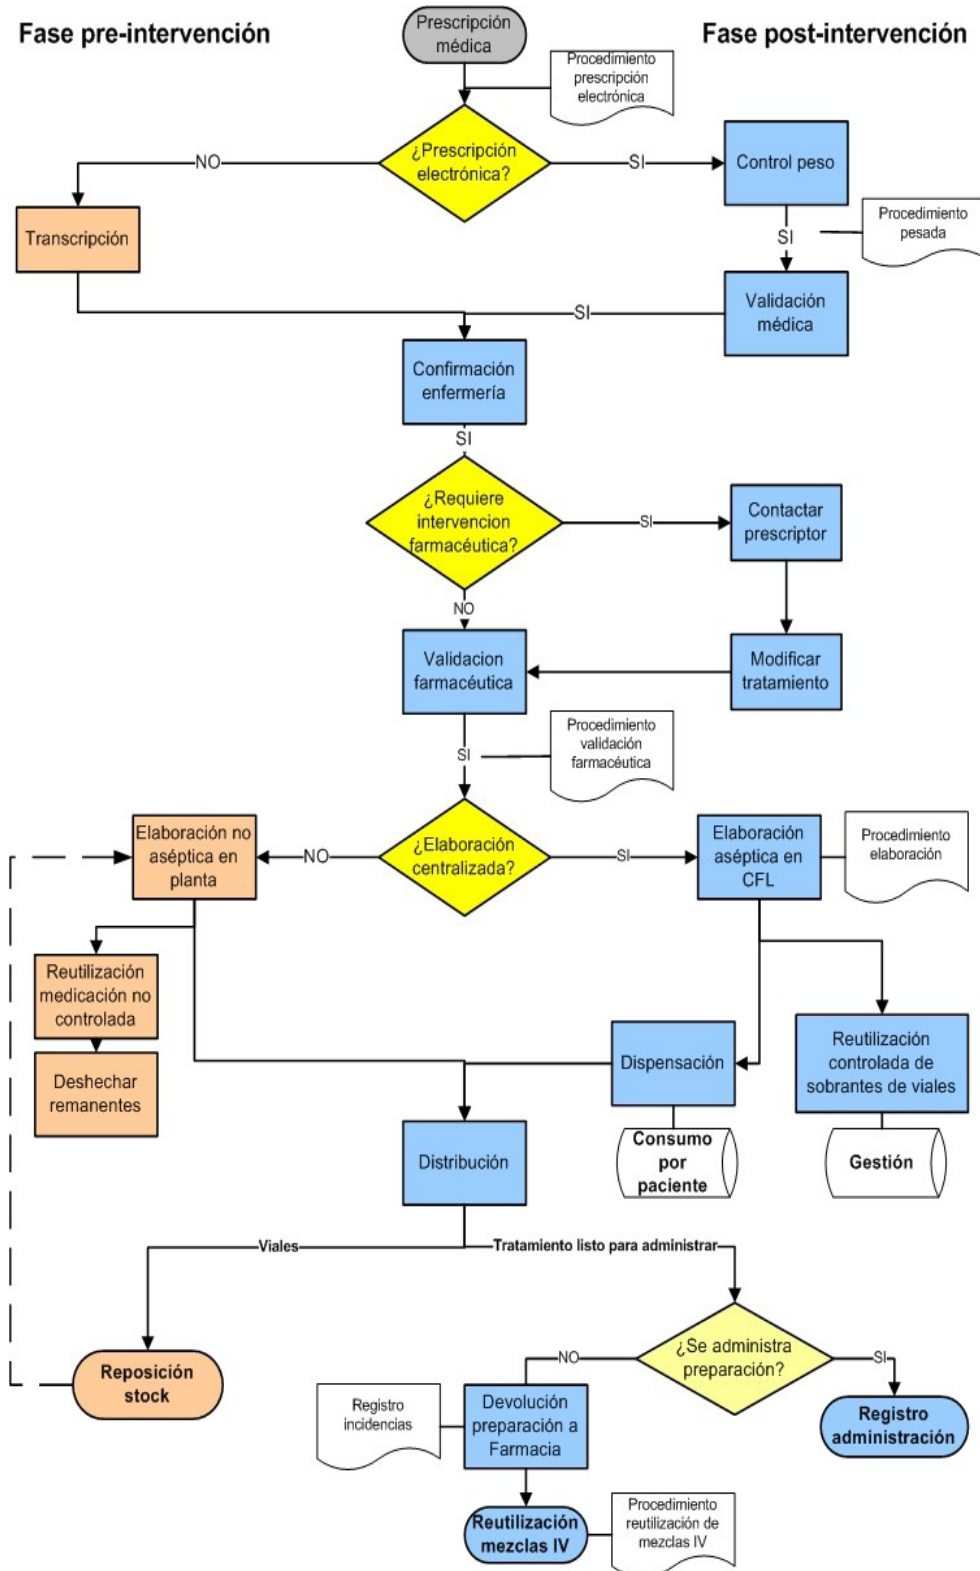 Fase pre-intervención
Prescripción
médica
Fase post-intervención
Procedimiento
prescripción
electrónica
¿Prescripción
electrónica?
NO
SI
Control peso
Transcripción
SI
Procedimiento
pesada
Validación
médica
SI
Confirmación
enfermería
SI
¿Requiere
intervencion
farmacéutica?
SI
Contactar
prescriptor
NO
Validacion
farmacéutica
Modificar
tratamiento
SI
Procedimiento
validación
farmacéutica
Elaboración no
aséptica en
planta
NO
¿Elaboración
centralizada?
SI
Elaboración
aséptica en
CFL
Procedimiento
elaboración
Reutilización
medicación no
controlada
Deshechar
remanentes
Dispensación
Reutilización
controlada de
sobrantes de viales
Distribución
Consumo
por
paciente
Gestión
Viales
Tratamiento listo para administrar
Reposición
stock
¿Se administra
preparación?
NO
SI
Registro
incidencias
Devolución
preparación a
Farmacia
Registro
administración
Reutilización
mezclas IV
Procedimiento
reutilización de
mezclas IV